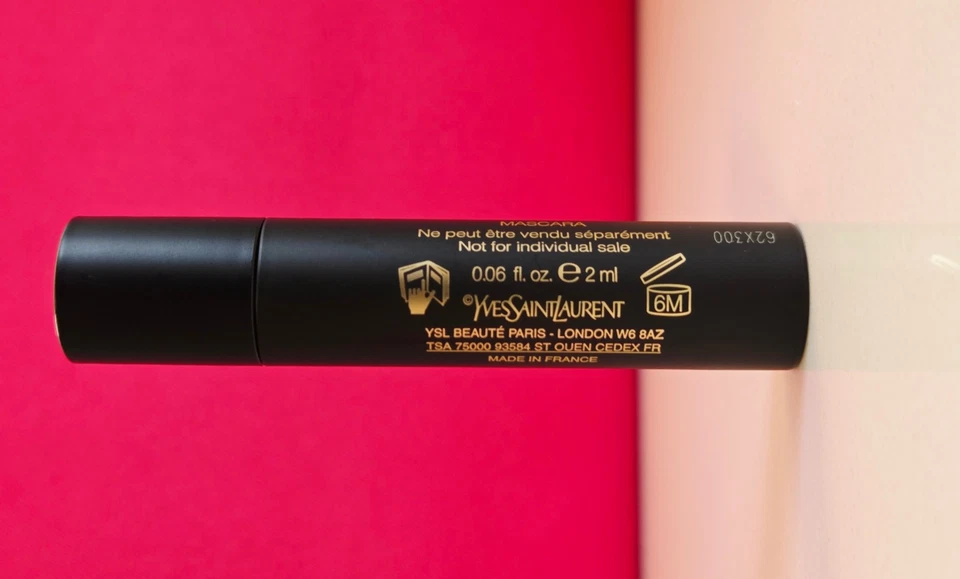 MASCARA
Ne peut être vendu séparément
Not for individual sale
0.06 fl. oz. e 2 ml
6M
©YVESSAINTLAURENT
YSL BEAUTÉ PARIS - LONDON W6 8AZ
TSA 75000 93584 ST OUEN CEDEX FR
MADE IN FRANCE
62X300